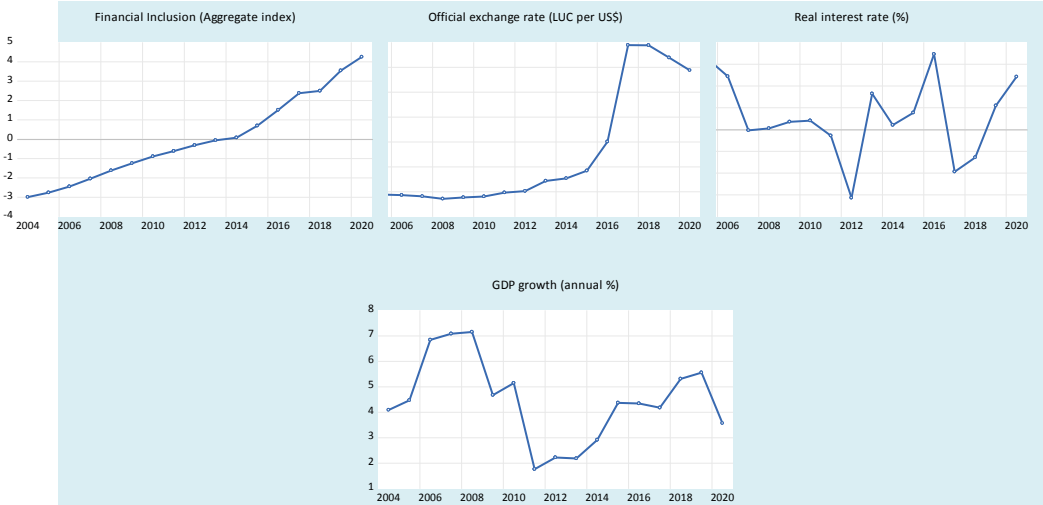 Financial Inclusion (Aggregate index)
5
4
3
2
1
0
-1
-2
-3
-4
2004 2006 2008 2010 2012 2014 2016 2018 2020
Official exchange rate (LUC per US$)
2006 2008 2010 2012 2014 2016 2018 2020
Real interest rate (%)
2006 2008 2010 2012 2014 2016 2018 2020
GDP growth (annual %)
8
7
6
5
4
3
2
1
2004 2006 2008 2010 2012 2014 2016 2018 2020